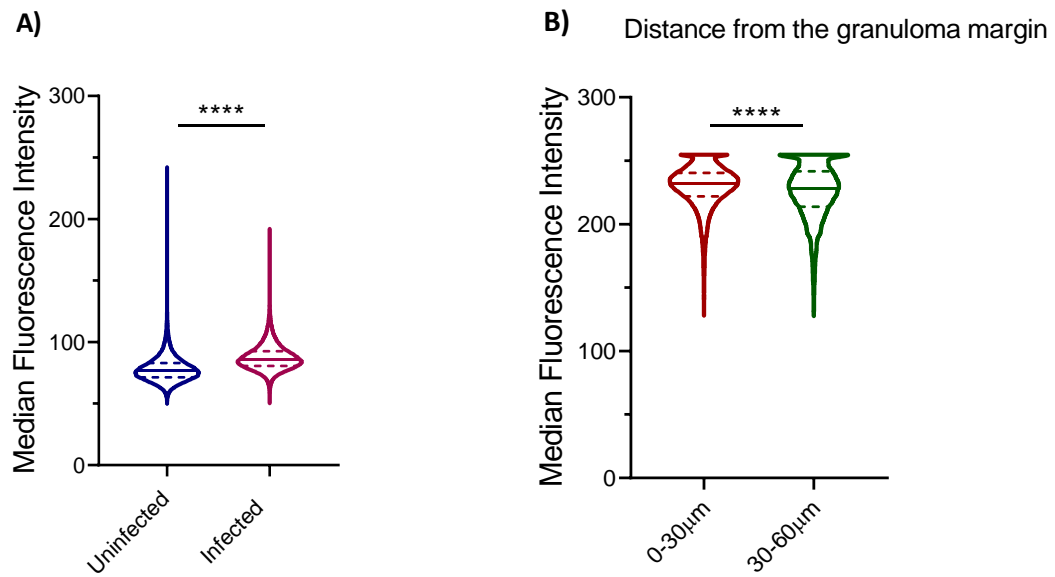 A)
Median Fluorescence Intensity
300
200
100
0
****
Uninfected
Infected
B)
Distance from the granuloma margin
Median Fluorescence Intensity
300
200
100
0
****
0-30µm
30-60µm